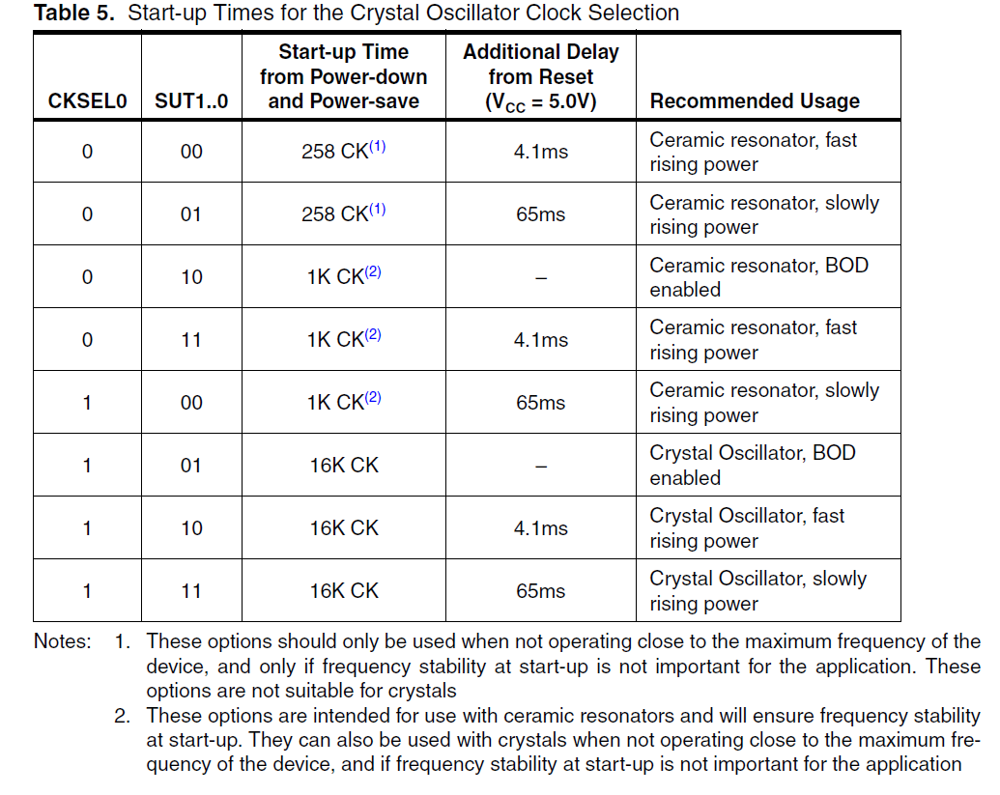 Table 5. Start-up Times for the Crystal Oscillator Clock Selection
CKSEL0 SUT1..0 Start-up Time from Power-down and Power-save Additional Delay from Reset (VCC = 5.0V) Recommended Usage
0 00 258 CK(1) 4.1ms Ceramic resonator, fast rising power
0 01 258 CK(1) 65ms Ceramic resonator, slowly rising power
0 10 1K CK(2) – Ceramic resonator, BOD enabled
0 11 1K CK(2) 4.1ms Ceramic resonator, fast rising power
1 00 1K CK(2) 65ms Ceramic resonator, slowly rising power
1 01 16K CK – Crystal Oscillator, BOD enabled
1 10 16K CK 4.1ms Crystal Oscillator, fast rising power
1 11 16K CK 65ms Crystal Oscillator, slowly rising power
Notes: 1. These options should only be used when not operating close to the maximum frequency of the
device, and only if frequency stability at start-up is not important for the application. These
options are not suitable for crystals
2. These options are intended for use with ceramic resonators and will ensure frequency stability
at start-up. They can also be used with crystals when not operating close to the maximum fre-
quency of the device, and if frequency stability at start-up is not important for the application